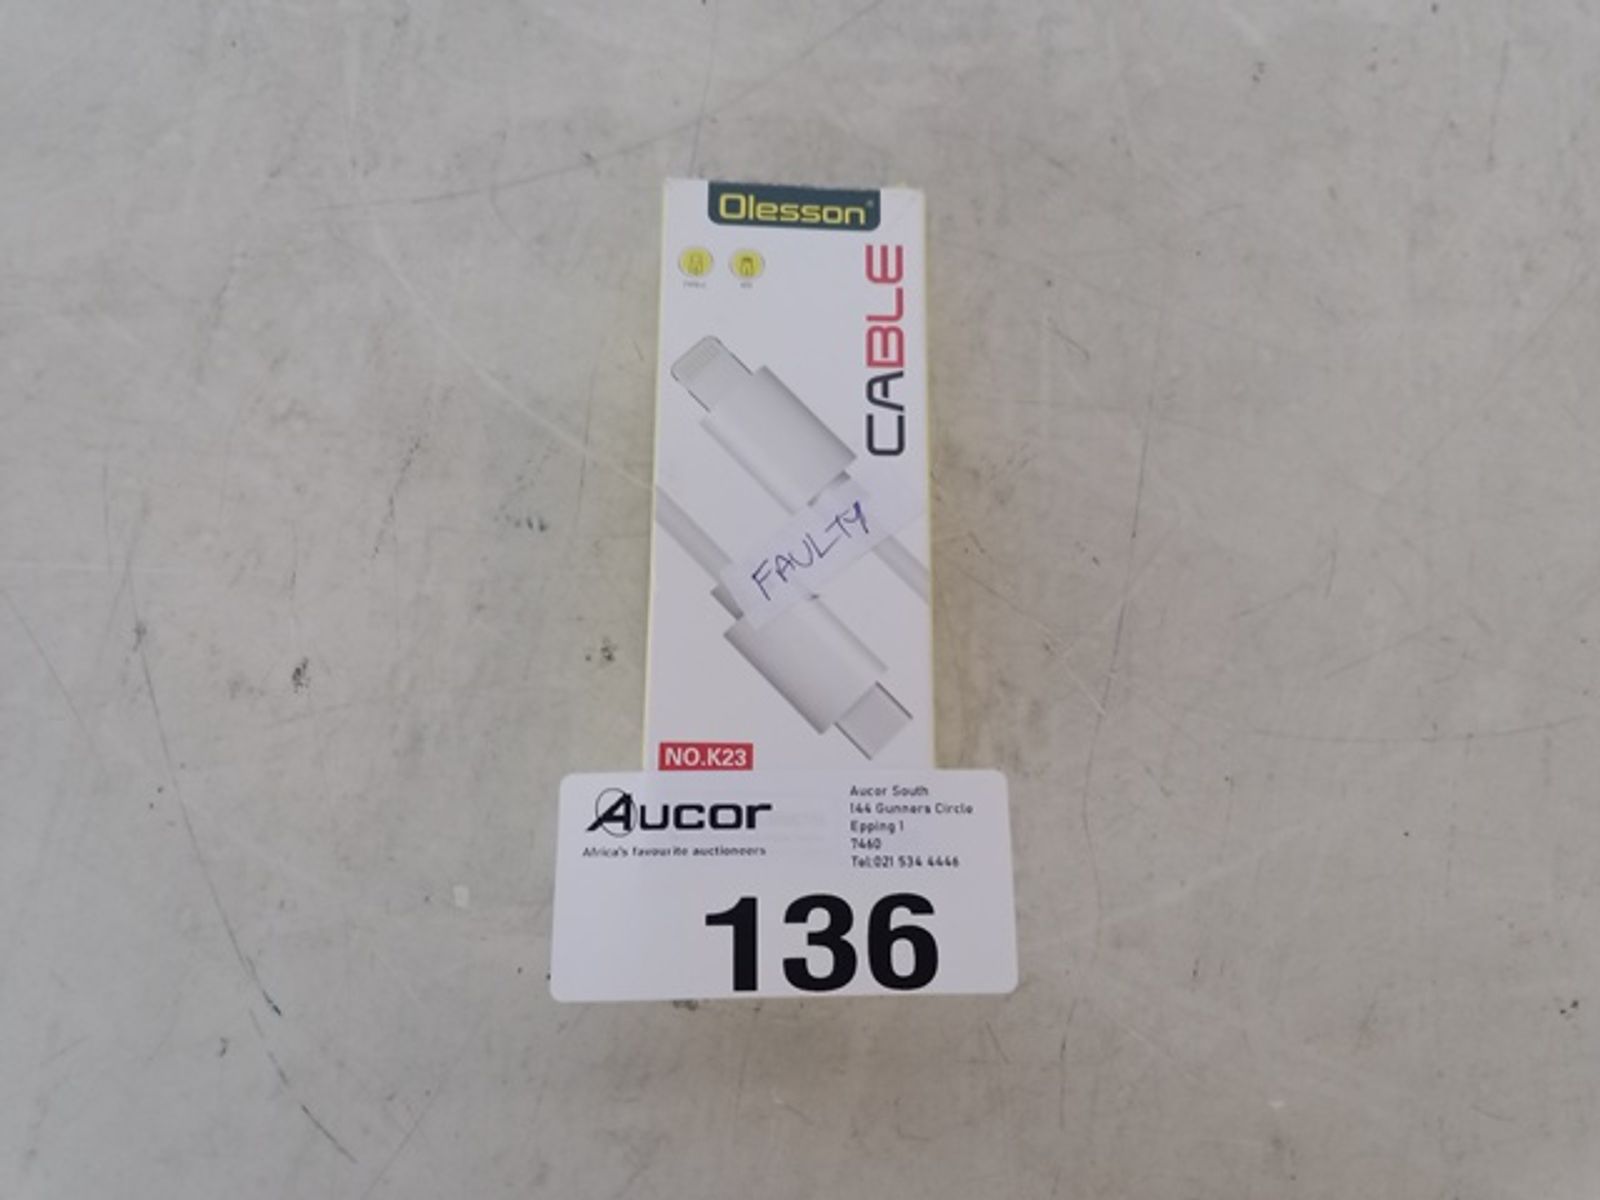 Olesson®
CABLE
FAULTY
NO.K23
Aucor
Africa's favourite auctioneers
Aucor South
144 Gunners Circle
Epping 1
7460
Tel:021 534 4446
136